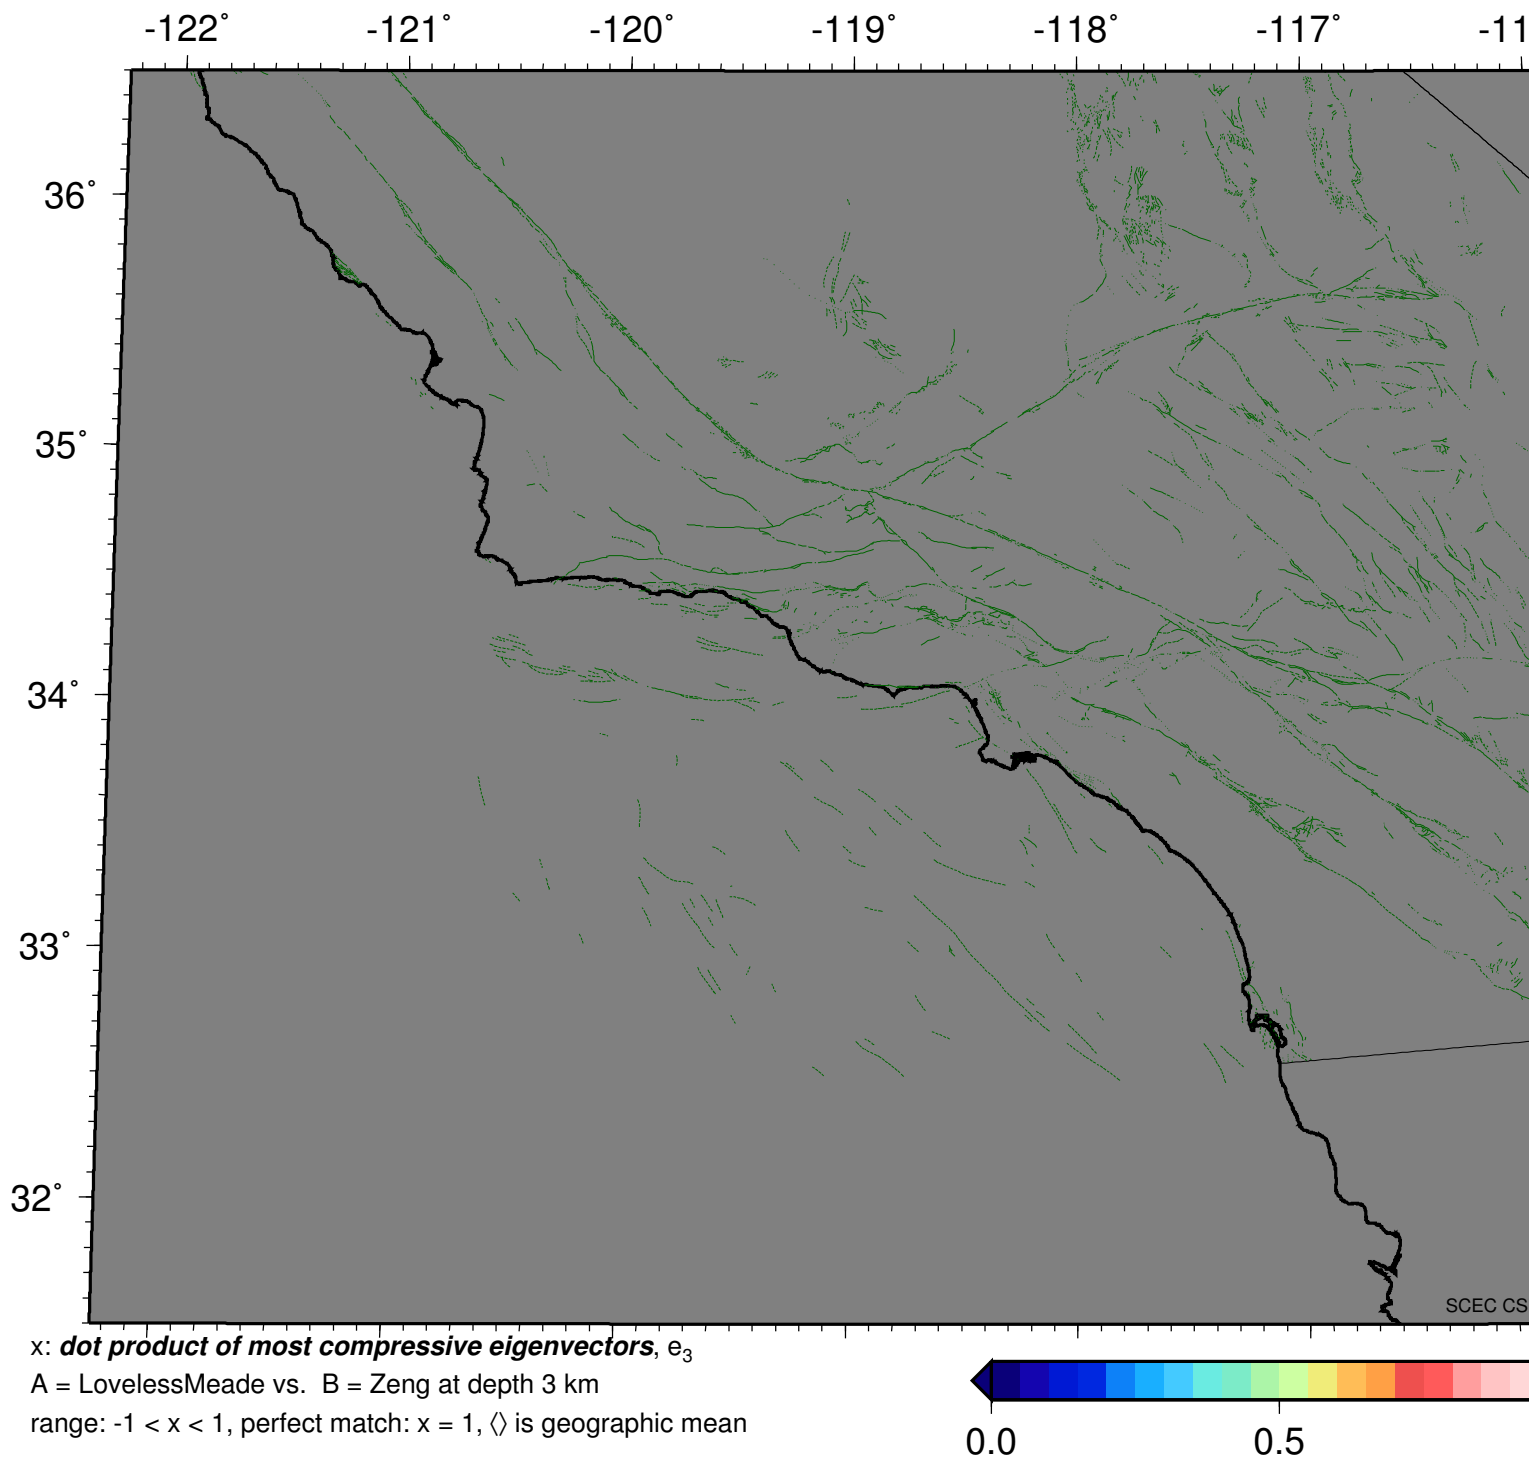 -122° -121° -120° -119° -118° -117° -11
36°
35°
34°
33°
32°
SCEC CS
x: dot product of most compressive eigenvectors, e₃
A = LovelessMeade vs. B = Zeng at depth 3 km
range: -1 < x < 1, perfect match: x = 1, ⟨⟩ is geographic mean
0.0 0.5